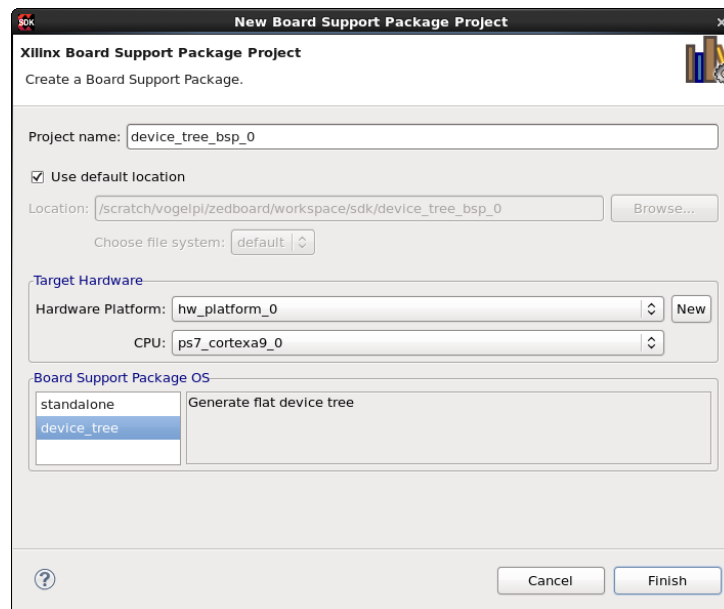 SDK New Board Support Package Project
Xilinx Board Support Package Project
Create a Board Support Package.
Project name: device_tree_bsp_0
Use default location
Location: /scratch/vogelpi/zedboard/workspace/sdk/device_tree_bsp_0 Browse...
Choose file system: default
Target Hardware
Hardware Platform: hw_platform_0 New
CPU: ps7_cortexa9_0
Board Support Package OS
standalone Generate flat device tree
device_tree
? Cancel Finish